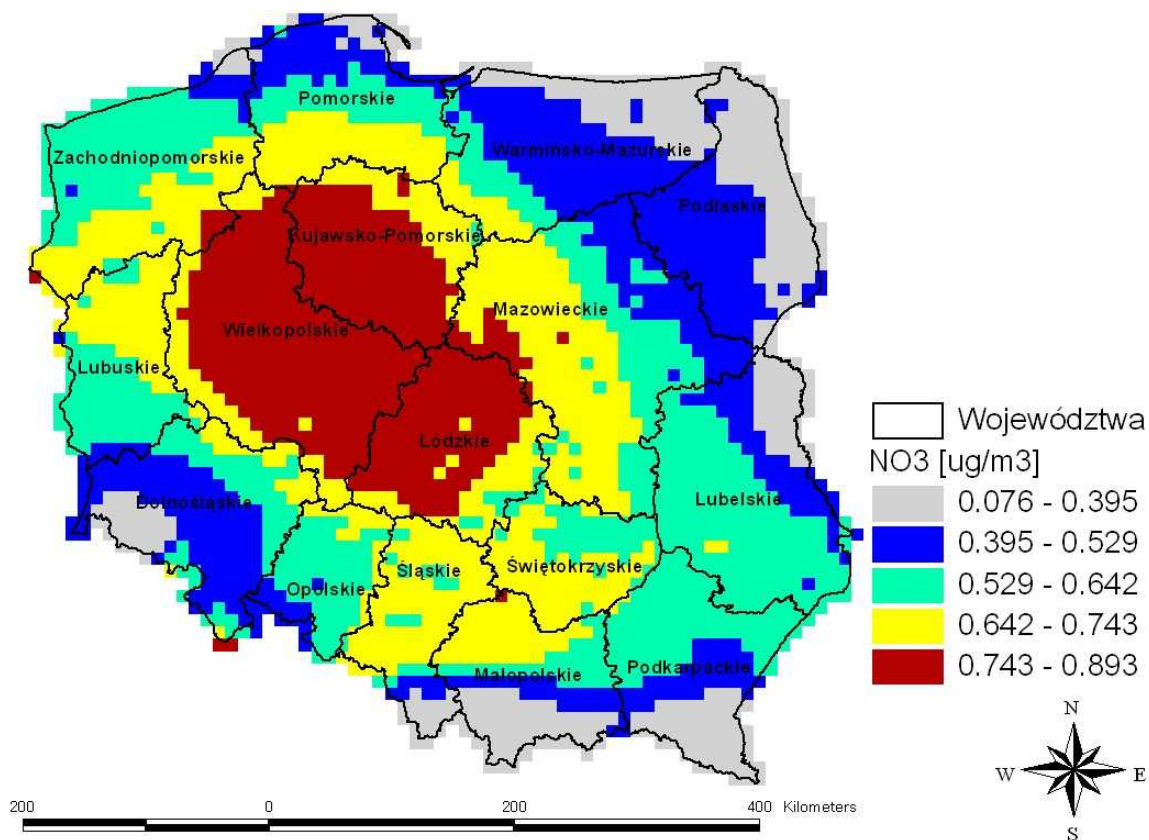 Pomorskie
Zachodniopomorskie
Warmińsko-Mazurskie
Podlaskie
Kujawsko-Pomorskie
Mazowieckie
Wielkopolskie
Lubuskie
Łódzkie
Dolnośląskie
Lubelskie
Opolskie
Śląskie
Świętokrzyskie
Małopolskie
Podkarpackie
Województwa
NO3 [ug/m3]
0.076 - 0.395
0.395 - 0.529
0.529 - 0.642
0.642 - 0.743
0.743 - 0.893
N
W
E
S
200 0 200 400 Kilometers